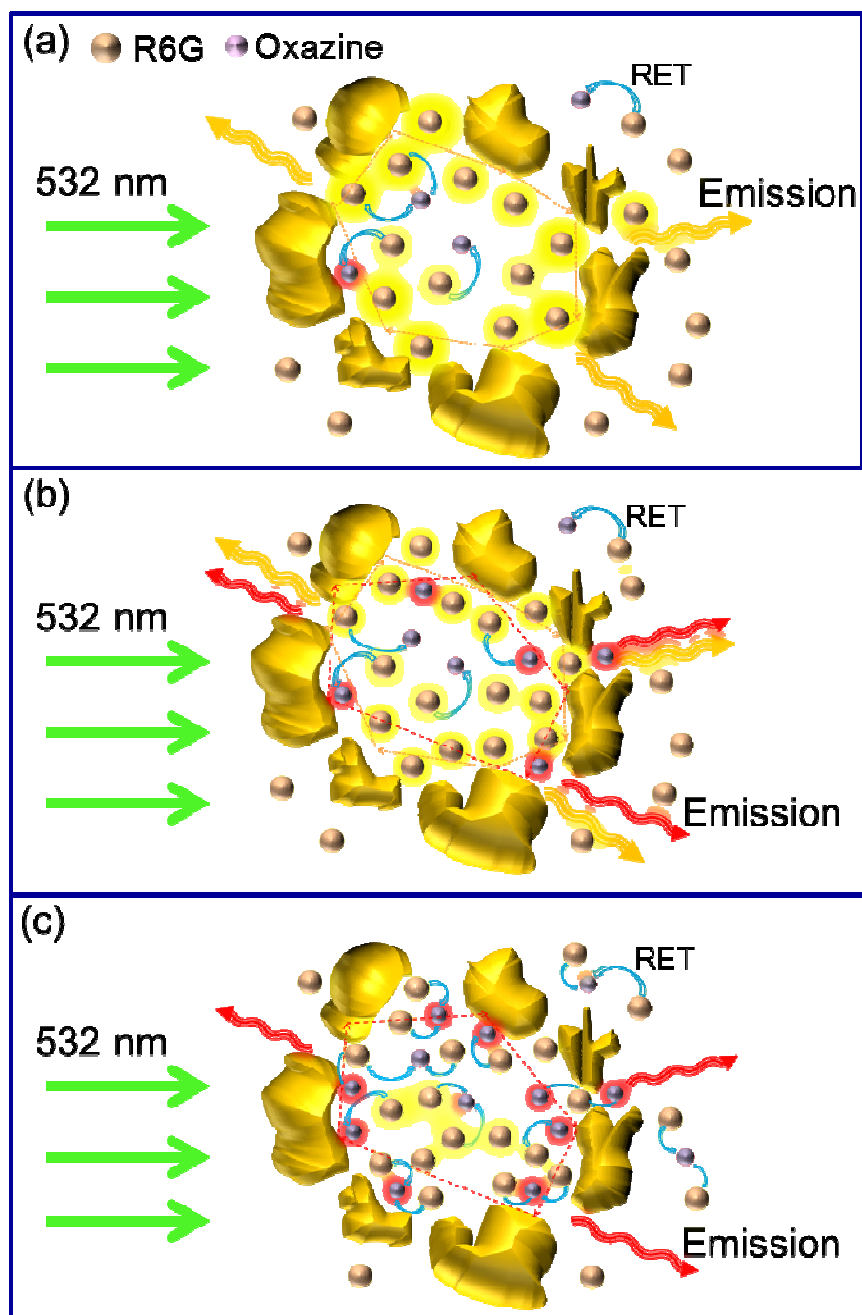 (a) R6G Oxazine
RET
532 nm
Emission
(b)
RET
532 nm
Emission
(c)
RET
532 nm
Emission